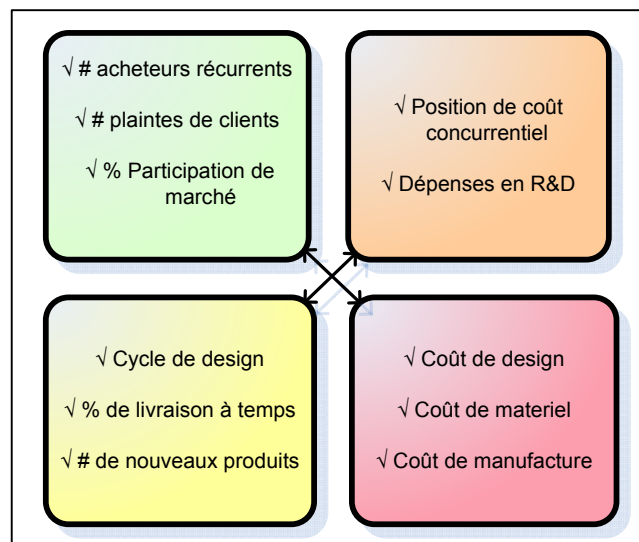 √ # acheteurs récurrents
√ # plaintes de clients
√ % Participation de
marché
√ Position de coût
concurrentiel
√ Dépenses en R&D
√ Cycle de design
√ % de livraison à temps
√ # de nouveaux produits
√ Coût de design
√ Coût de materiel
√ Coût de manufacture